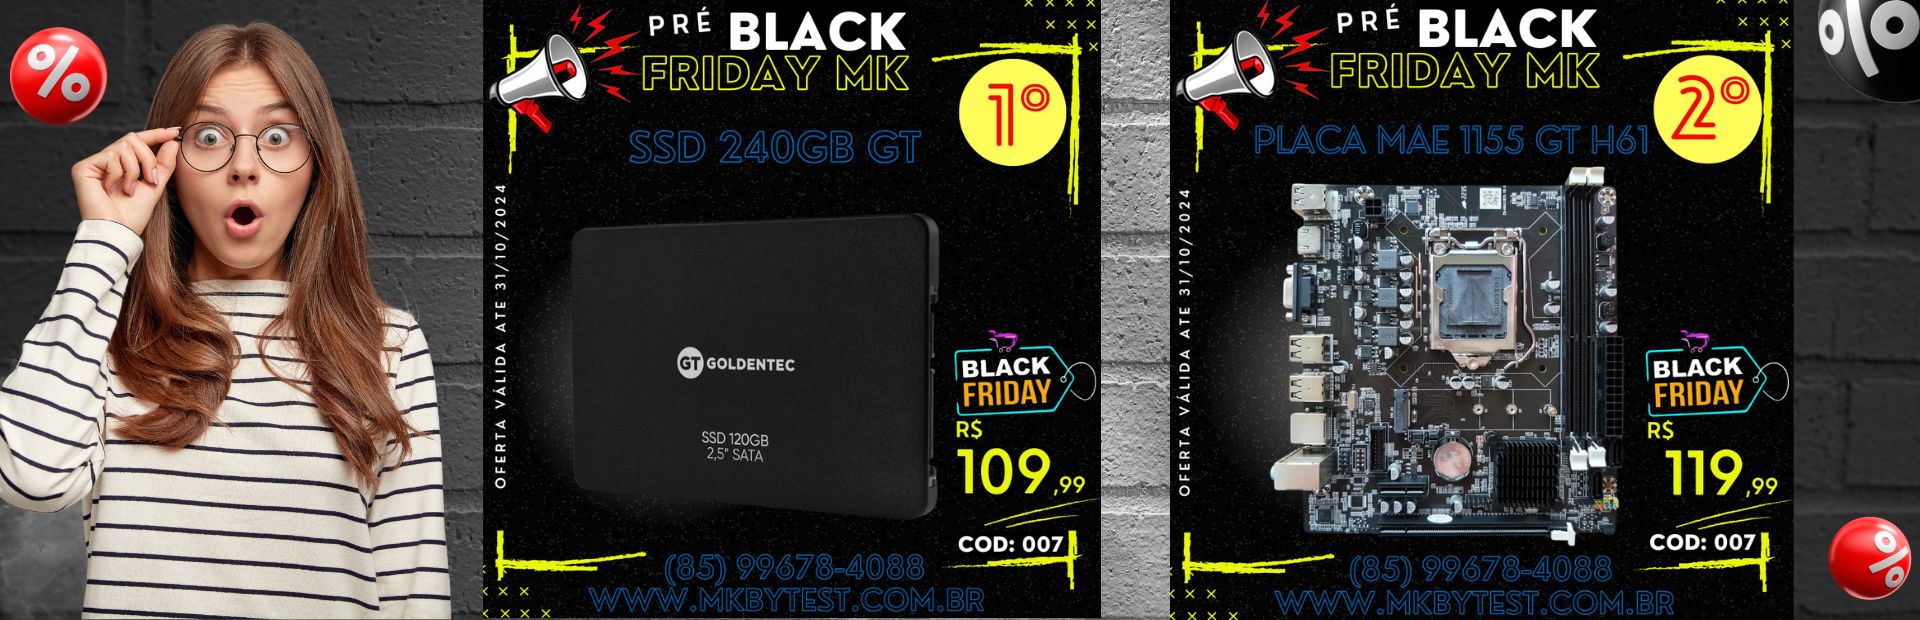 %
PRÉ BLACK
FRIDAY MK
1º
SSD 240GB GT
OFERTA VÁLIDA ATE 31/10/2024
GT GOLDENTEC
SSD 120GB
2,5" SATA
BLACK
FRIDAY
R$
109,99
COD: 007
(85) 99678-4088
WWW.MKBYTEST.COM.BR
PRÉ BLACK
FRIDAY MK
2º
PLACA MAE 1155 GT H61
OFERTA VÁLIDA ATE 31/10/2024
BLACK
FRIDAY
R$
119,99
COD: 007
(85) 99678-4088
WWW.MKBYTEST.COM.BR
%
%